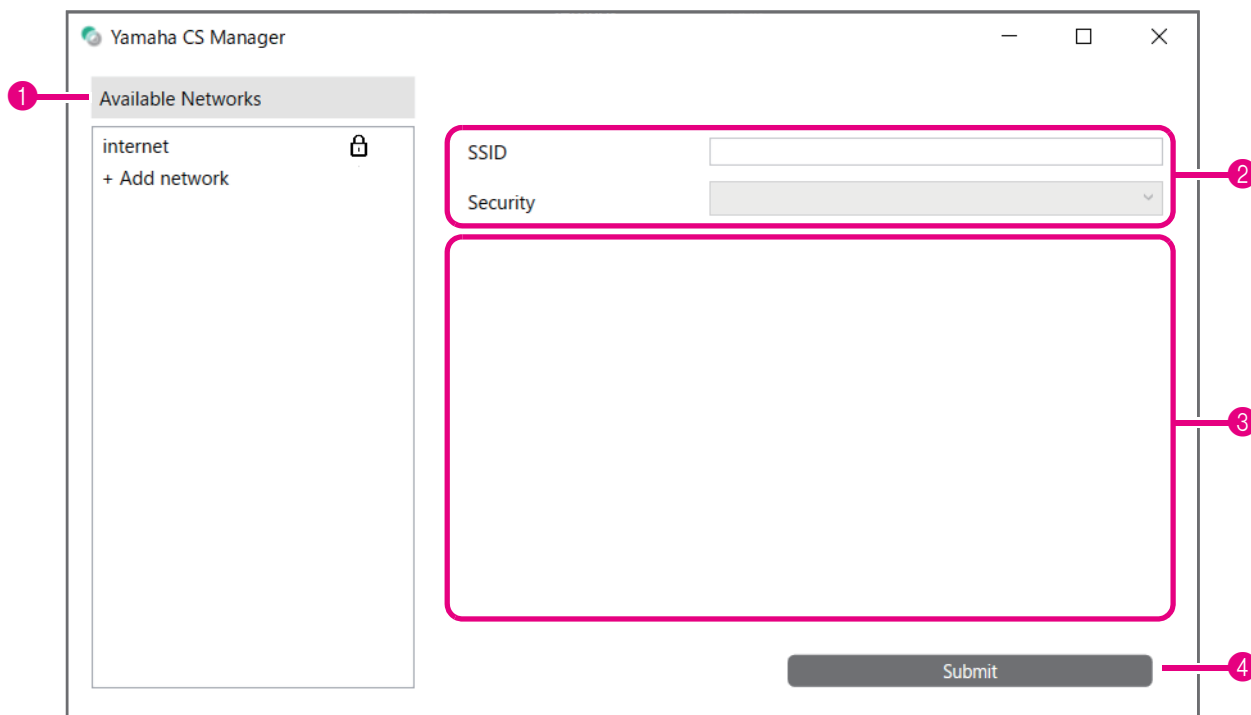 Yamaha CS Manager
1
Available Networks
internet
+ Add network
SSID
Security
2
3
Submit
4